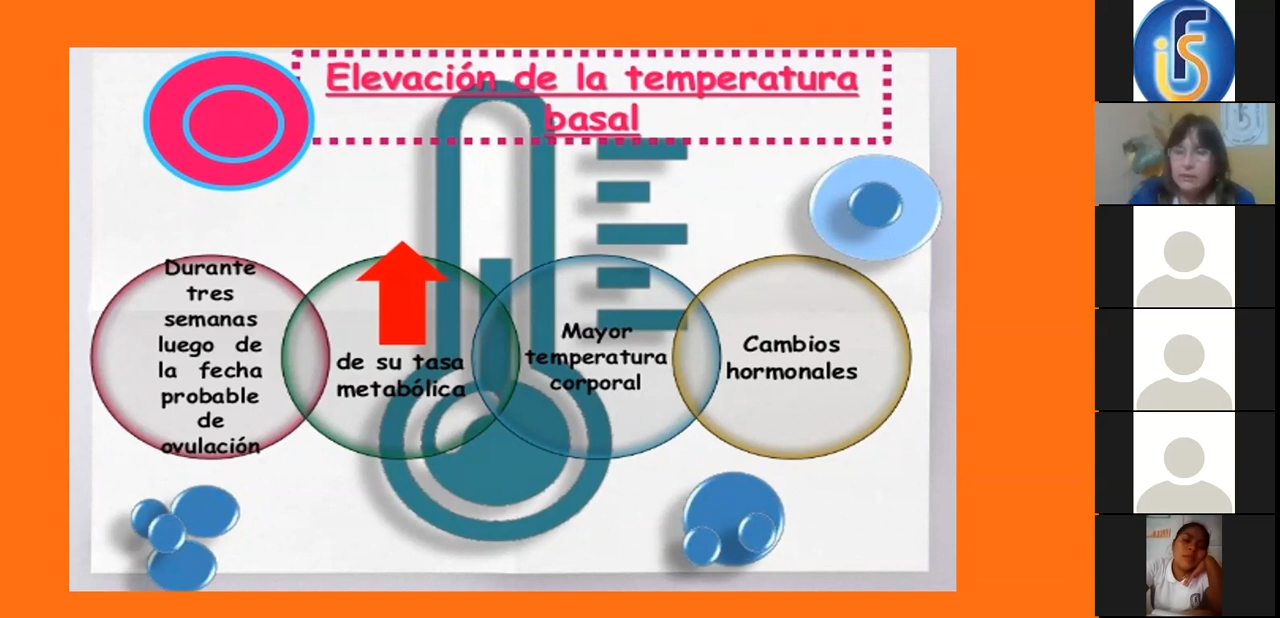 Elevación de la temperatura
basal
Durante
tres
semanas
luego de
la fecha
probable
de
ovulación
de su tasa
metabólica
Mayor
temperatura
corporal
Cambios
hormonales